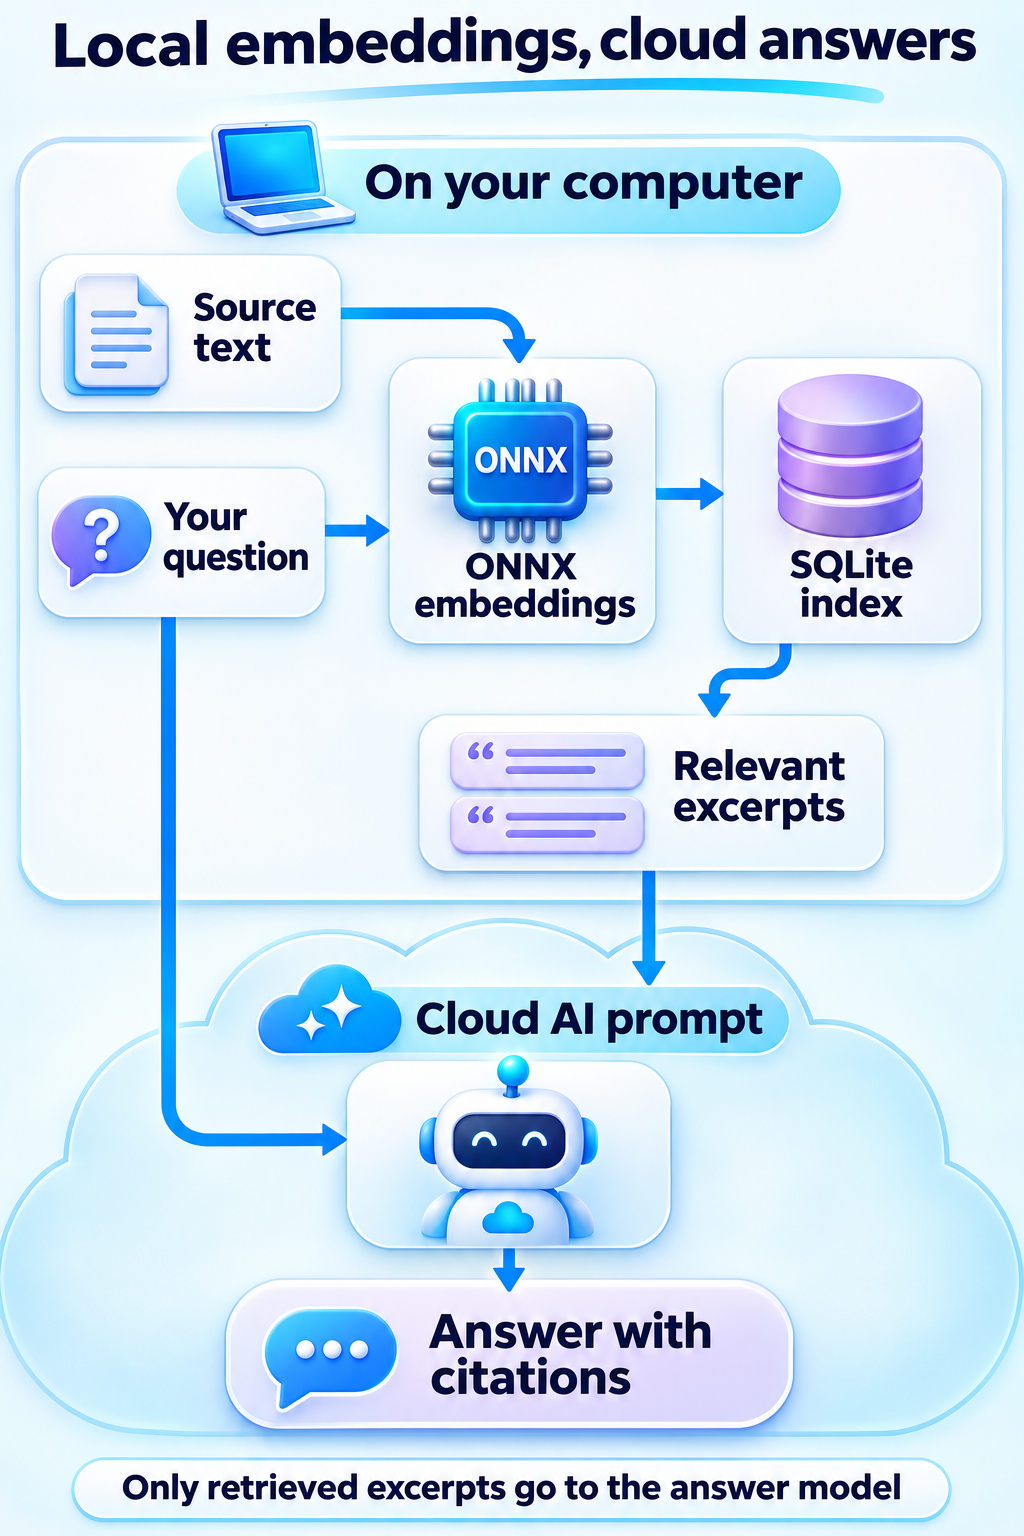 Local embeddings, cloud answers
On your computer
Source
text
Your
question
ONNX
ONNX
embeddings
SQLite
index
Relevant
excerpts
Cloud AI prompt
Answer with
citations
Only retrieved excerpts go to the answer model